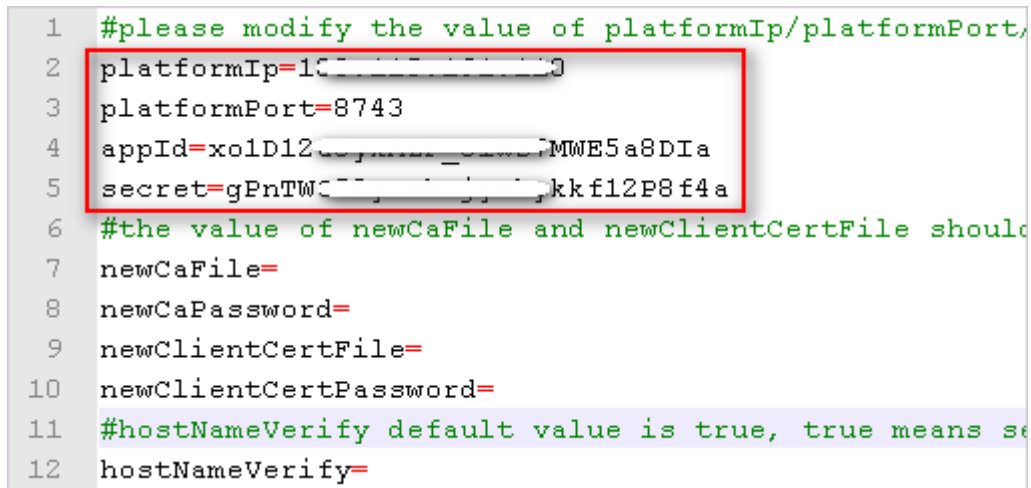 1 #please modify the value of platformIp/platformPort/
2 platformIp=
3 platformPort=8743
4 appId=
5 secret=
6 #the value of newCaFile and newClientCertFile should
7 newCaFile=
8 newCaPassword=
9 newClientCertFile=
10 newClientCertPassword=
11 #hostNameVerify default value is true, true means se
12 hostNameVerify=